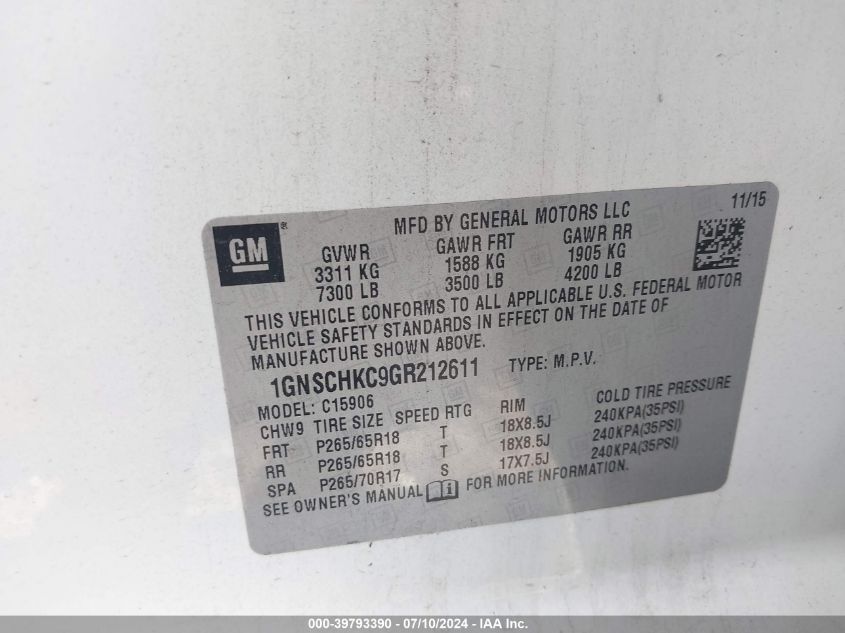 GM®
MFD BY GENERAL MOTORS LLC 11/15
GVWR GAWR FRT GAWR RR
3311 KG 1588 KG 1905 KG
7300 LB 3500 LB 4200 LB
THIS VEHICLE CONFORMS TO ALL APPLICABLE U.S. FEDERAL MOTOR
VEHICLE SAFETY STANDARDS IN EFFECT ON THE DATE OF
MANUFACTURE SHOWN ABOVE.
1GNSCHKC9GR212611 TYPE: M.P.V.
MODEL: C15906
CHW9 TIRE SIZE SPEED RTG RIM COLD TIRE PRESSURE
FRT P265/65R18 T 18X8.5J 240KPA(35PSI)
RR P265/65R18 T 18X8.5J 240KPA(35PSI)
SPA P265/70R17 S 17X7.5J 240KPA(35PSI)
SEE OWNER'S MANUAL FOR MORE INFORMATION.
000-39793390 - 07/10/2024 - IAA Inc.